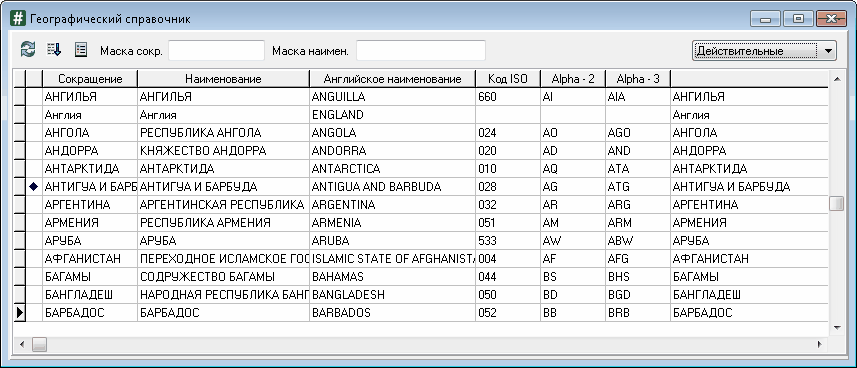 Географический справочник
Маска сокр. Маска наимен. Действительные
Сокращение Наименование Английское наименование Код ISO Alpha - 2 Alpha - 3
АНГИЛЬЯ АНГИЛЬЯ ANGUILLA 660 AI AIA АНГИЛЬЯ
Англия Англия ENGLAND Англия
АНГОЛА РЕСПУБЛИКА АНГОЛА ANGOLA 024 AO AGO АНГОЛА
АНДОРРА КНЯЖЕСТВО АНДОРРА ANDORRA 020 AD AND АНДОРРА
АНТАРКТИДА АНТАРКТИДА ANTARCTICA 010 AQ ATA АНТАРКТИДА
АНТИГУА И БАРБ АНТИГУА И БАРБУДА ANTIGUA AND BARBUDA 028 AG ATG АНТИГУА И БАРБУДА
АРГЕНТИНА АРГЕНТИНСКАЯ РЕСПУБЛИКА ARGENTINA 032 AR ARG АРГЕНТИНА
АРМЕНИЯ РЕСПУБЛИКА АРМЕНИЯ ARMENIA 051 AM ARM АРМЕНИЯ
АРУБА АРУБА ARUBA 533 AW ABW АРУБА
АФГАНИСТАН ПЕРЕХОДНОЕ ИСЛАМСКОЕ ГОС ISLAMIC STATE OF AFGHANISTA 004 AF AFG АФГАНИСТАН
БАГАМЫ СОДРУЖЕСТВО БАГАМЫ BAHAMAS 044 BS BHS БАГАМЫ
БАНГЛАДЕШ НАРОДНАЯ РЕСПУБЛИКА БАНГ BANGLADESH 050 BD BGD БАНГЛАДЕШ
БАРБАДОС БАРБАДОС BARBADOS 052 BB BRB БАРБАДОС